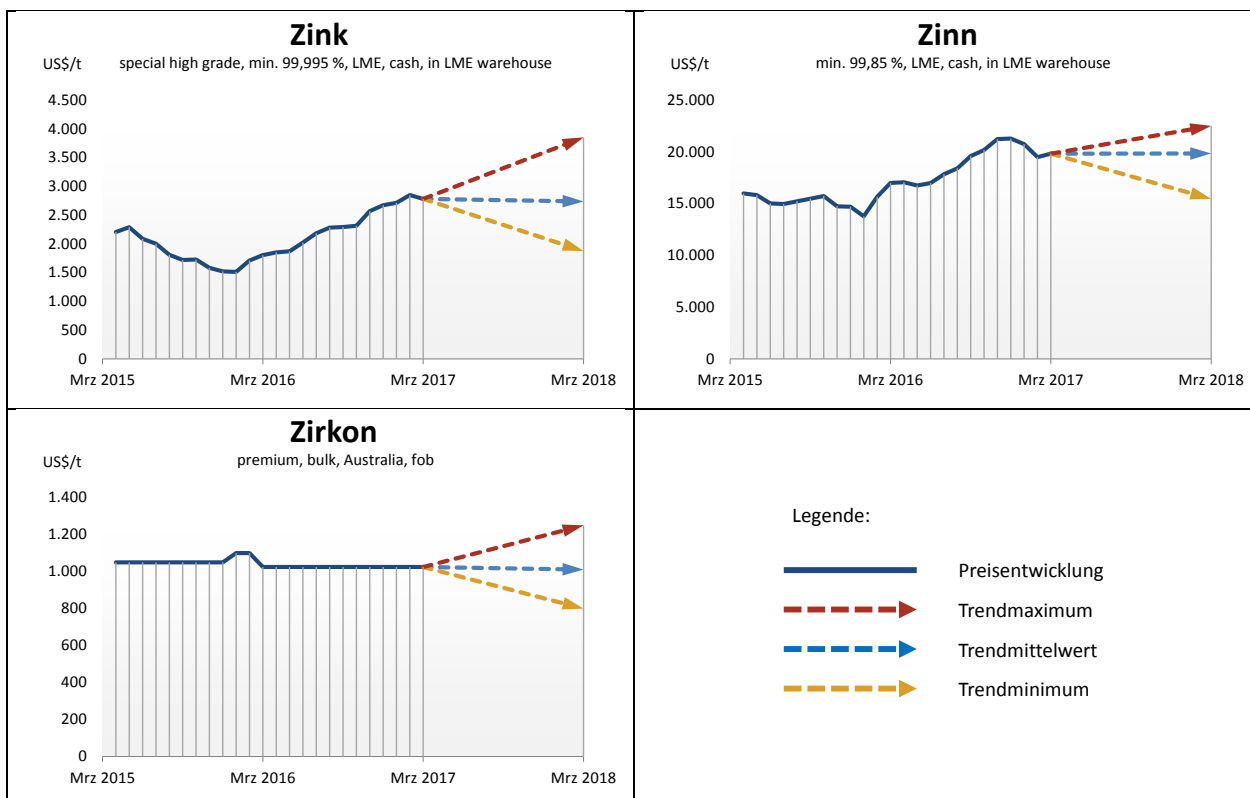 Zink
US$/t
special high grade, min. 99,995 %, LME, cash, in LME warehouse
4.500
4.000
3.500
3.000
2.500
2.000
1.500
1.000
500
0
Mrz 2015
Mrz 2016
Mrz 2017
Mrz 2018
Zinn
US$/t
min. 99,85 %, LME, cash, in LME warehouse
25.000
20.000
15.000
10.000
5.000
0
Mrz 2015
Mrz 2016
Mrz 2017
Mrz 2018
Zirkon
US$/t
premium, bulk, Australia, fob
1.400
1.200
1.000
800
600
400
200
0
Mrz 2015
Mrz 2016
Mrz 2017
Mrz 2018
Legende:
Preisentwicklung
Trendmaximum
Trendmittelwert
Trendminimum